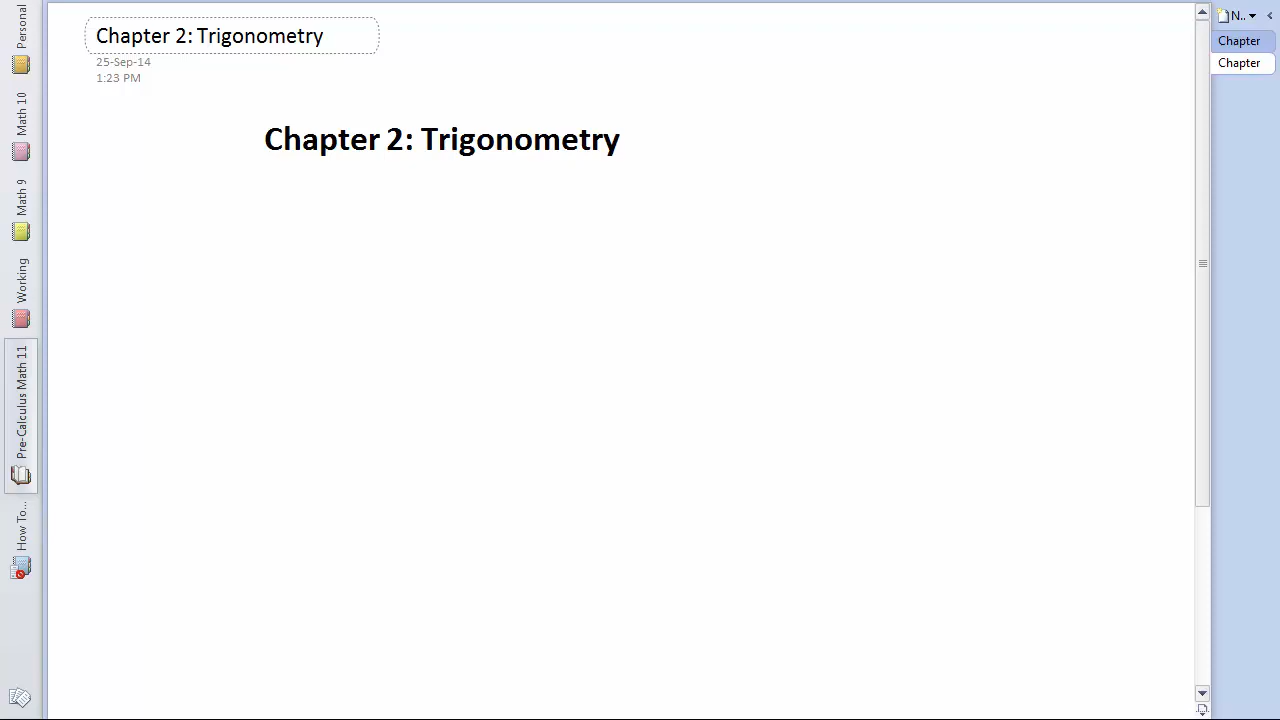 Chapter 2: Trigonometry
25-Sep-14
1:23 PM
Chapter 2: Trigonometry
Personal
Math 10
Math 9
Working
Pre-Calculus Math 11
How To...
Chapter
Chapter